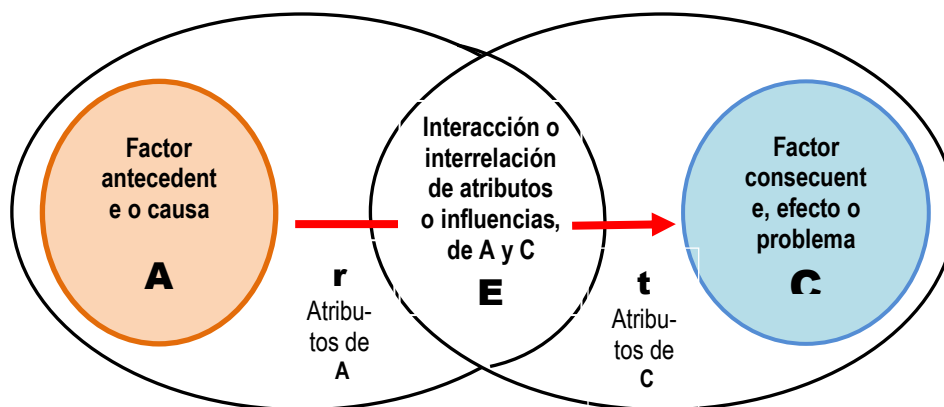 Factor
antecedent
e o causa
A
r
Atribu-
tos de
A
Interacción o
interrelación
de atributos
o influencias,
de A y C
E
t
Atribu-
tos de
C
Factor
consecuent
e, efecto o
problema
C